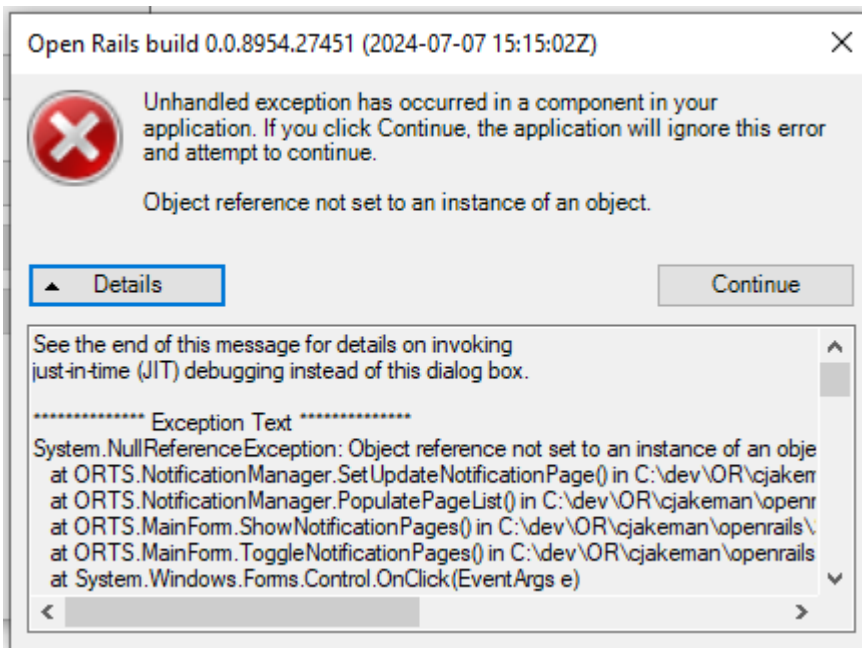 Open Rails build 0.0.8954.27451 (2024-07-07 15:15:02Z)
Unhandled exception has occurred in a component in your
application. If you click Continue, the application will ignore this error
and attempt to continue.
Object reference not set to an instance of an object.
Details
Continue
See the end of this message for details on invoking
just-in-time (JIT) debugging instead of this dialog box.
************** Exception Text **************
System.NullReferenceException: Object reference not set to an instance of an obje
at ORTS.NotificationManager.SetUpdateNotificationPage() in C:\dev\OR\cjakem
at ORTS.NotificationManager.PopulatePageList() in C:\dev\OR\cjakeman\openr
at ORTS.MainForm.ShowNotificationPages() in C:\dev\OR\cjakeman\openrails\
at ORTS.MainForm.ToggleNotificationPages() in C:\dev\OR\cjakeman\openrails
at System.Windows.Forms.Control.OnClick(EventArgs e)